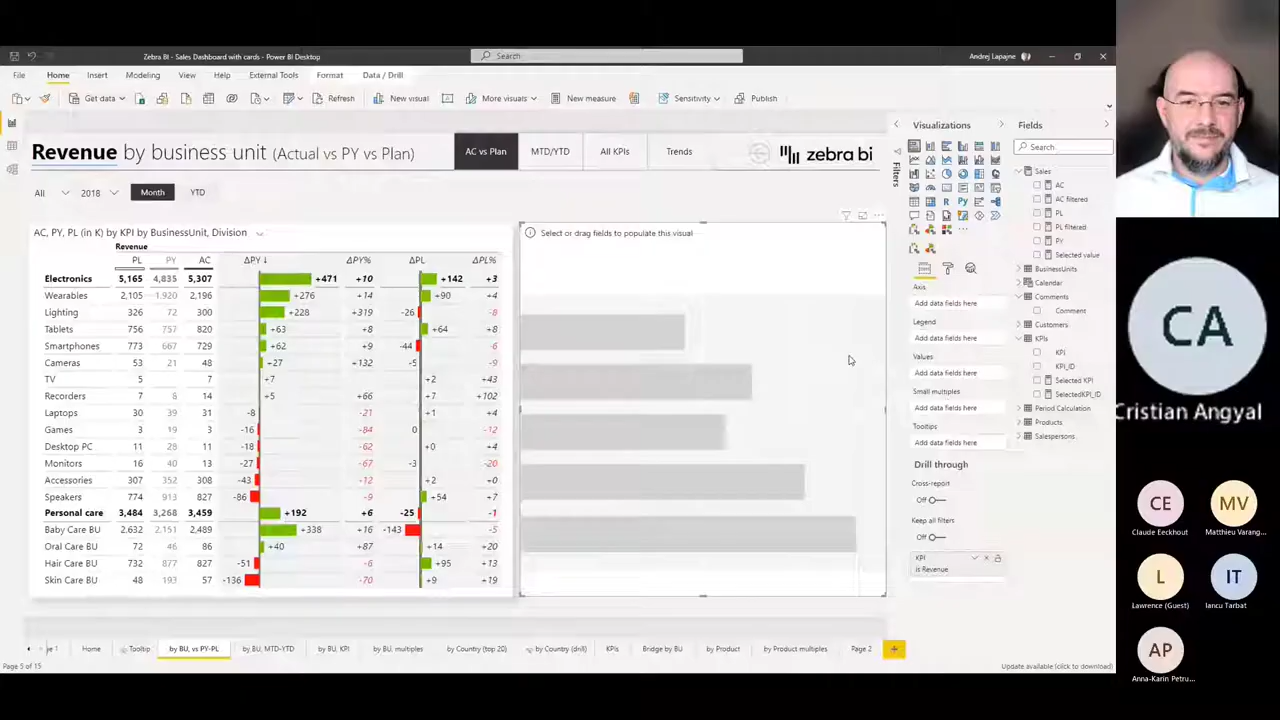 Zebra BI - Sales Dashboard with cards - Power BI Desktop
Search
Andrej Lapajne
File Home Insert Modeling View Help External Tools Format Data / Drill
Get data
Refresh
New visual
More visuals
New measure
Sensitivity
Publish
Revenue by business unit (Actual vs PY vs Plan)
AC vs Plan
MTD/YTD
All KPIs
Trends
zebra bi
All
2018
Month
YTD
AC, PY, PL (in K) by KPI by BusinessUnit, Division
Revenue
PL PY AC ΔPY ↓ ΔPY% ΔPL ΔPL%
Electronics 5,165 4,835 5,307 +471 +10 +142 +3
Wearables 2,105 1,920 2,196 +276 +14 +90 +4
Lighting 326 72 300 +228 +319 -26 -8
Tablets 756 757 820 +63 +8 +64 +8
Smartphones 773 667 729 +62 +9 -44 -6
Cameras 53 21 48 +27 +132 -5 -9
TV 5 7 +7 +2 +43
Recorders 7 8 14 +5 66 +7 +102
Laptops 30 39 31 -8 -21 +1 +4
Games 3 19 3 -16 -84 0 -12
Desktop PC 11 28 11 -18 -62 +0 +4
Monitors 16 40 13 -27 -67 -3 -20
Accessories 307 352 308 -43 -12 +2 +0
Speakers 774 913 827 -86 -9 +54 +7
Personal care 3,484 3,268 3,459 +192 +6 -25 -1
Baby Care BU 2,632 2,151 2,489 +338 +16 -143 -5
Oral Care BU 72 46 86 +40 +87 +14 +20
Hair Care BU 732 877 827 -51 -6 +95 +13
Skin Care BU 48 193 57 -136 -70 +9 +19
Select or drag fields to populate this visual
Filters
Visualizations
Axis
Add data fields here
Legend
Add data fields here
Values
Add data fields here
Small multiples
Add data fields here
Tooltips
Add data fields here
Drill through
Cross-report
Off
Keep all filters
Off
KPI
is Revenue
Fields
Search
Sales
AC
AC filtered
PL
PL filtered
PY
Selected value
BusinessUnits
Calendar
Comments
Comment
Customers
KPIs
KPI
KPI_ID
Selected KPI
SelectedKPI_ID
Period Calculation
Products
Salespersons
Home
Tooltip
by BU, vs PY-PL
by BU, MTD-YTD
by BU, KPI
by BU, multiples
by Country (top 20)
by Country (drill)
KPIs
Bridge by BU
by Product
by Product multiples
Page 2
Page 5 of 15
Update available (click to download)
CA
Cristian Angyal
CE
Claude Eeckhout
MV
Matthieu Varang...
L
Lawrence (Guest)
IT
Iancu Tarbat
AP
Anna-Karin Petru...